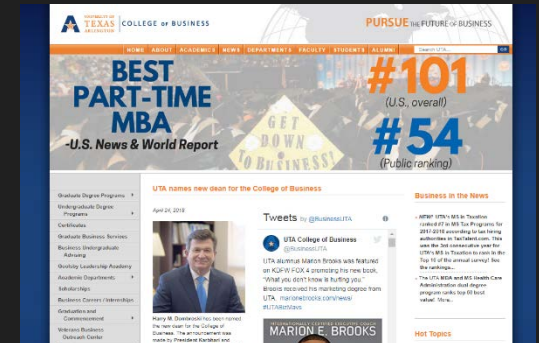 UNIVERSITY OF
TEXAS
ARLINGTON
COLLEGE OF BUSINESS
PURSUE THE FUTURE OF BUSINESS
HOME ABOUT ACADEMICS NEWS DEPARTMENTS FACULTY STUDENTS ALUMNI
Search UTA...
BEST
PART-TIME
MBA
-U.S. News & World Report
GET
DOWN
TO BUSINESS!
#101
(U.S., overall)
#54
(Public ranking)
Graduate Degree Programs
Undergraduate Degree
Programs
Certificates
Graduate Business Services
Business Undergraduate
Advising
Goolsby Leadership Academy
Academic Departments
Scholarships
Business Careers / Internships
Graduation and
Commencement
Veterans Business
Outreach Center
UTA names new dean for the College of Business
April 24, 2018
Harry M. Dombroski has been named
the new dean for the College of
Business. The announcement was
made by President Karbhari and
Tweets by @BusinessUTA
UTA College of Business
@BusinessUTA
UTA alumnus Marion Brooks was featured
on KDFW FOX 4 promoting his new book,
"What you don't know is hurting you."
Brooks received his marketing degree from
UTA. marionebrooks.com/news/
#UTABizMavs
INTERNATIONALLY CERTIFIED EXECUTIVE COACH
MARION E. BROOKS
Business in the News
NEW! UTA's MS in Taxation
ranked #7 in MS Tax Programs for
2017-2018 according to tax hiring
authorities in TaxTalent.com. This
was the 3rd consecutive year for
UTA's MS in Taxation to rank in the
Top 10 of the annual survey! See
the rankings...
The UTA MBA and MS Health Care
Administration dual degree
program ranks top 50 best
value! More...
Hot Topics